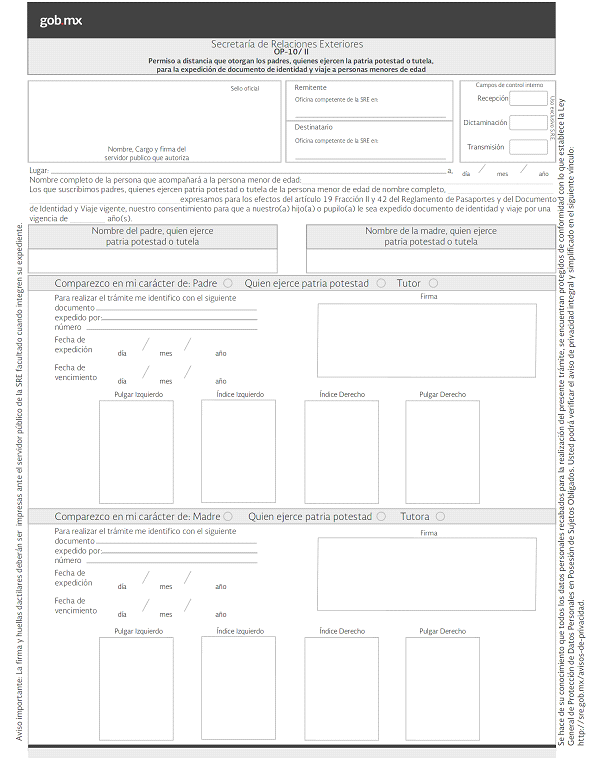 gob.mx
Secretaría de Relaciones Exteriores
OP-10/ II
Permiso a distancia que otorgan los padres, quienes ejercen la patria potestad o tutela,
para la expedición de documento de identidad y viaje a personas menores de edad
Sello oficial
Nombre, Cargo y firma del
servidor publico que autoriza
Remitente
Oficina competente de la SRE en:
Destinatario
Oficina competente de la SRE en:
Campos de control interno
Recepción
Dictaminación
Transmisión
Uso exclusivo SRE
Lugar: a, día / mes / año
Nombre completo de la persona que acompañará a la persona menor de edad:
Los que suscribimos padres, quienes ejercen patria potestad o tutela de la persona menor de edad de nombre completo,
expresamos para los efectos del artículo 19 Fracción II y 42 del Reglamento de Pasaportes y del Documento
de Identidad y Viaje vigente, nuestro consentimiento para que a nuestro(a) hijo(a) o pupilo(a) le sea expedido documento de identidad y viaje por una
vigencia de año(s).
Nombre del padre, quien ejerce
patria potestad o tutela
Nombre de la madre, quien ejerce
patria potestad o tutela
Comparezco en mi carácter de: Padre Quien ejerce patria potestad Tutor
Para realizar el trámite me identifico con el siguiente
documento
expedido por:
número
Firma
Fecha de
expedición
día / mes / año
Fecha de
vencimiento
día / mes / año
Pulgar Izquierdo Índice Izquierdo Índice Derecho Pulgar Derecho
Comparezco en mi carácter de: Madre Quien ejerce patria potestad Tutora
Para realizar el trámite me identifico con el siguiente
documento
expedido por:
número
Firma
Fecha de
expedición
día / mes / año
Fecha de
vencimiento
día / mes / año
Pulgar Izquierdo Índice Izquierdo Índice Derecho Pulgar Derecho
Aviso importante: La firma y huellas dactilares deberán ser impresas ante el servidor público de la SRE facultado cuando integren su expediente.
Se hace de su conocimiento que todos los datos personales recabados para la realización del presente trámite, se encuentran protegidos de conformidad con lo que establece la Ley
General de Protección de Datos Personales en Posesión de Sujetos Obligados. Usted podrá verificar el aviso de privacidad integral y simplificado en el siguiente vínculo:
http://sre.gob.mx/avisos-de-privacidad.